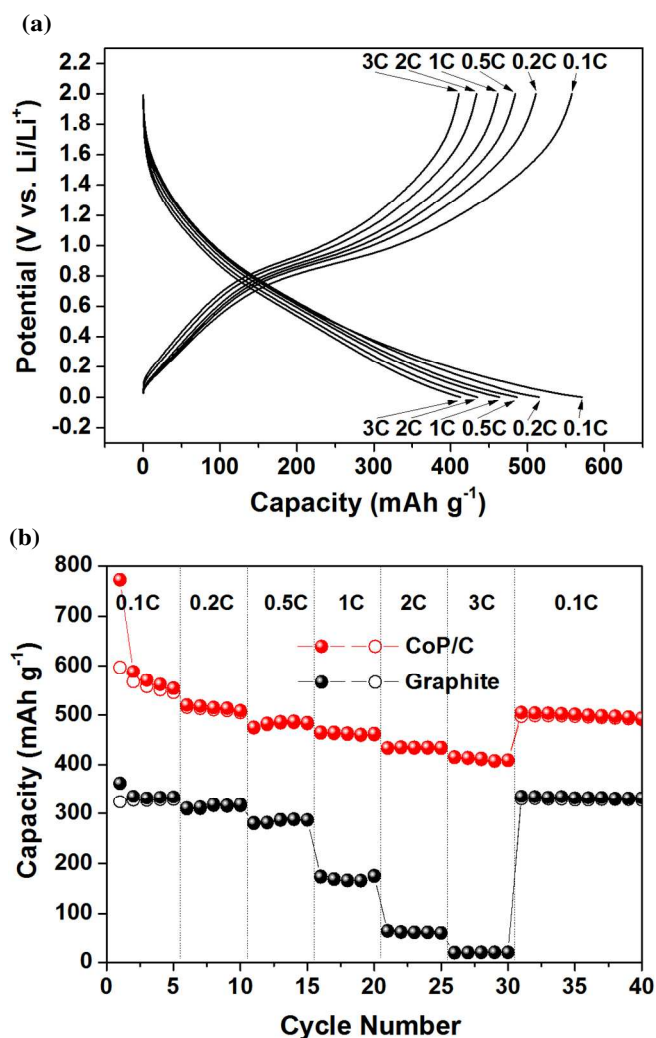 (a)
3C 2C 1C 0.5C 0.2C 0.1C
2.0
1.8
1.6
1.4
1.2
1.0
0.8
0.6
0.4
0.2
0.0
-0.2
Potential (V vs. Li/Li⁺)
3C 2C 1C 0.5C 0.2C 0.1C
0 100 200 300 400 500 600
Capacity (mAh g⁻¹)
(b)
800
700
600
500
400
300
200
100
0
Capacity (mAh g⁻¹)
0.1C 0.2C 0.5C 1C 2C 3C 0.1C
CoP/C
Graphite
0 5 10 15 20 25 30 35 40
Cycle Number